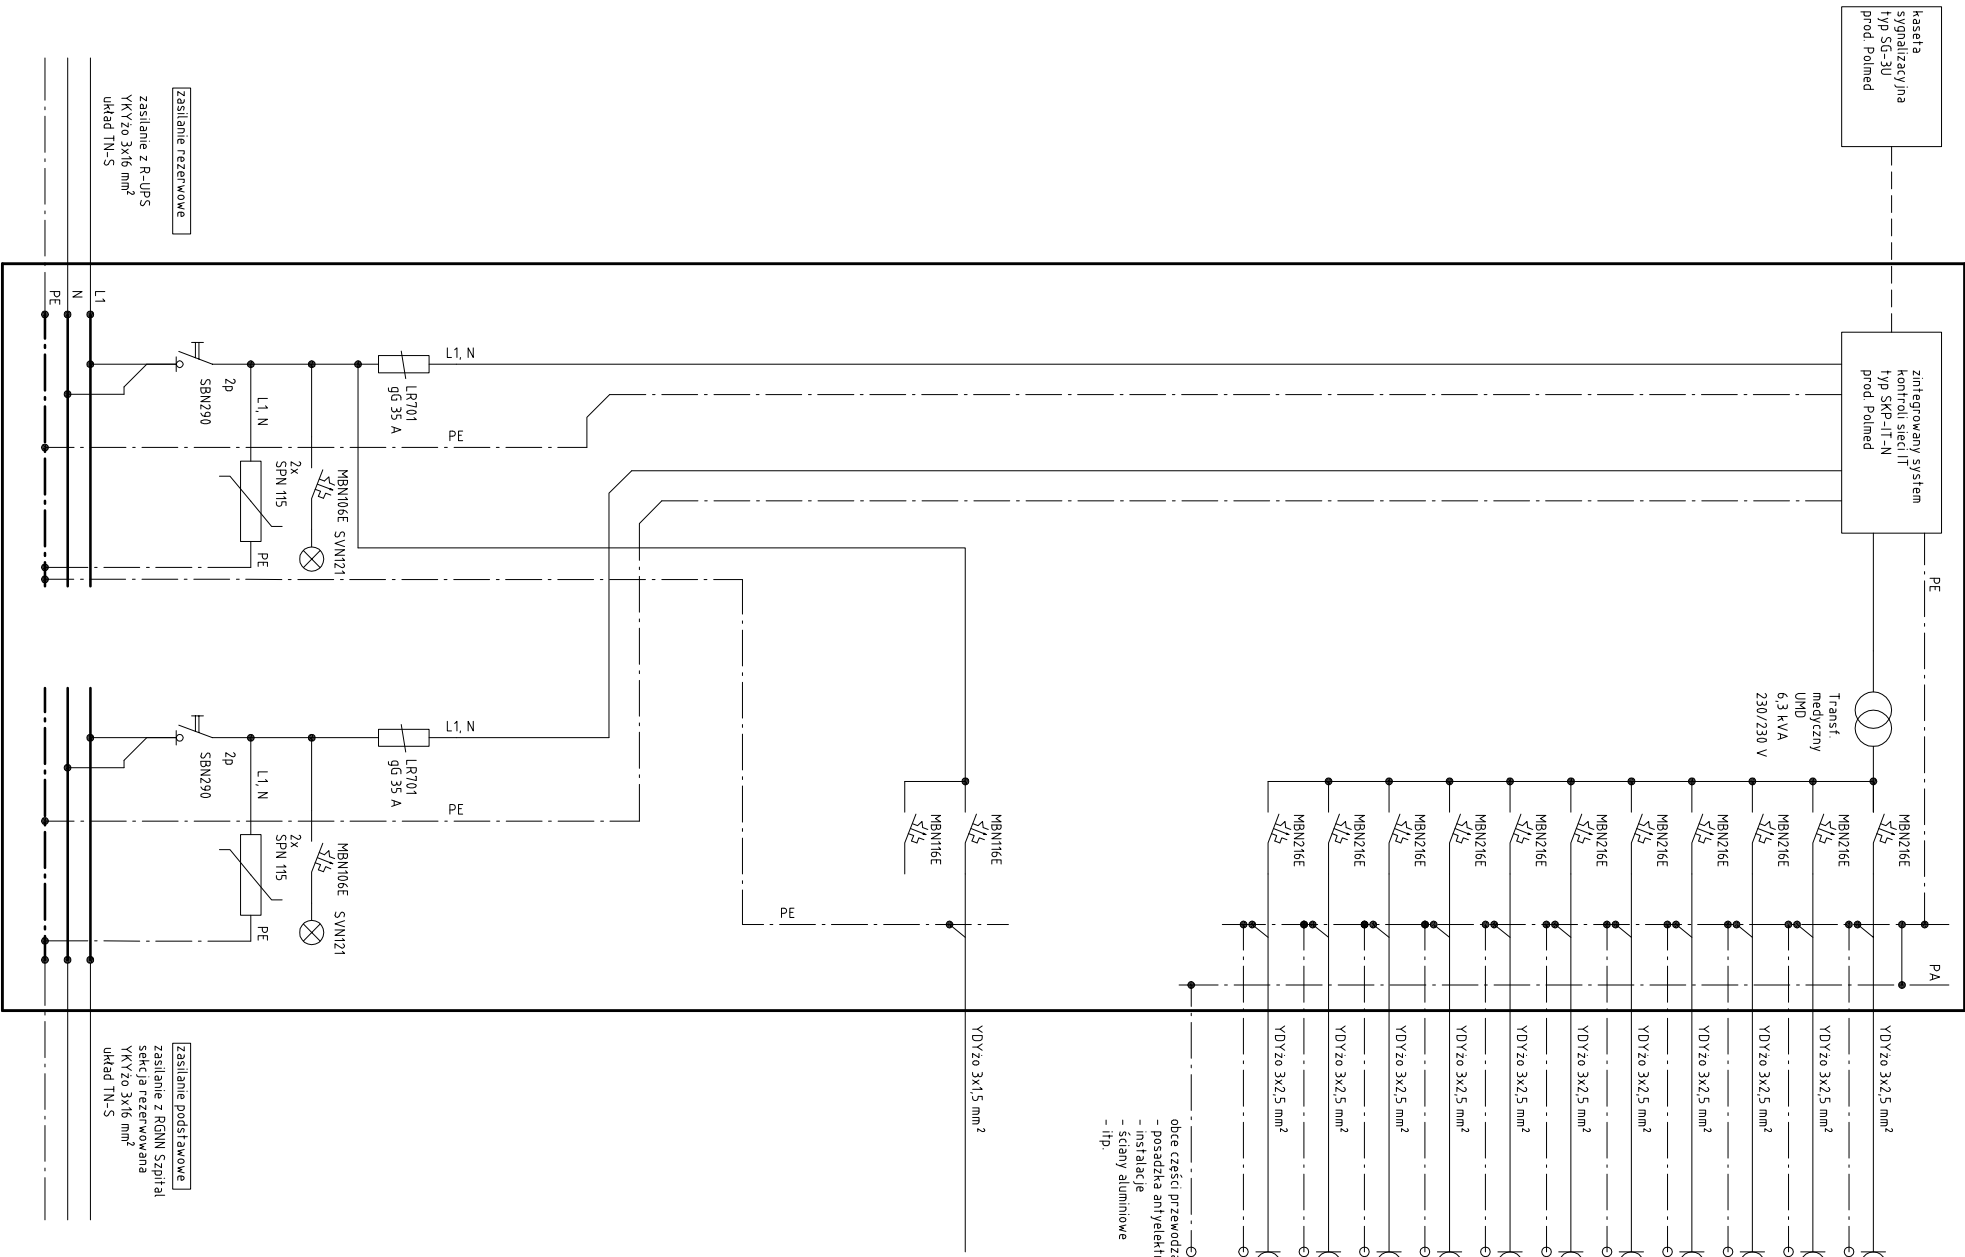 kaseta
sygnalizacyjna
typ SG-3U
prod. Polmed
zasilanie rezerwowe
zasilanie z R-UPS
YKYżo 3x16 mm²
układ TN-S
L1
N
PE
2p
SBN290
L1, N
2x
SPN 115
PE
MBN106E SVN121
LR701
gG 35 A
L1, N
PE
zintegrowany system
kontroli sieci IT
typ SKP-IT-N
prod. Polmed
PE
Transf.
medyczny
UMD
6,3 kVA
230/230 V
2p
SBN290
L1, N
2x
SPN 115
PE
MBN106E SVN121
LR701
gG 35 A
L1, N
PE
PE
MBN116E
MBN116E
MBN216E
MBN216E
MBN216E
MBN216E
MBN216E
MBN216E
MBN216E
MBN216E
MBN216E
MBN216E
MBN216E
PA
zasilanie podstawowe
zasilanie z RGNN Szpital
sekcja rezerwowana
YKYżo 3x16 mm²
układ TN-S
YDYżo 3x1,5 mm²
YDYżo 3x2,5 mm²
YDYżo 3x2,5 mm²
YDYżo 3x2,5 mm²
YDYżo 3x2,5 mm²
YDYżo 3x2,5 mm²
YDYżo 3x2,5 mm²
YDYżo 3x2,5 mm²
YDYżo 3x2,5 mm²
YDYżo 3x2,5 mm²
YDYżo 3x2,5 mm²
YDYżo 3x2,5 mm²
obce części
- posadzka
- instalacje
- ściany aluminiowe
- itp.